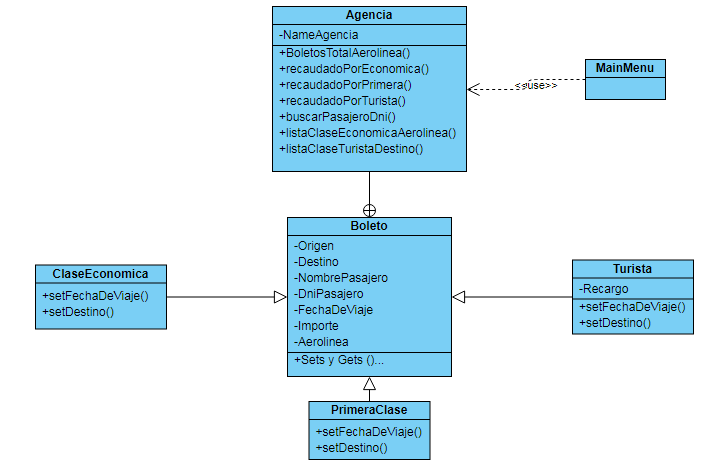 Agencia
-NameAgencia
+BoletosTotalAerolinea()
+recaudadoPorEconomica()
+recaudadoPorPrimera()
+recaudadoPorTurista()
+buscarPasajeroDni()
+listaClaseEconomicaAerolinea()
+listaClaseTuristaDestino()
MainMenu
<<use>>
Boleto
-Origen
-Destino
-NombrePasajero
-DniPasajero
-FechaDeViaje
-Importe
-Aerolinea
+Sets y Gets ()...
ClaseEconomica
+setFechaDeViaje()
+setDestino()
Turista
-Recargo
+setFechaDeViaje()
+setDestino()
PrimeraClase
+setFechaDeViaje()
+setDestino()